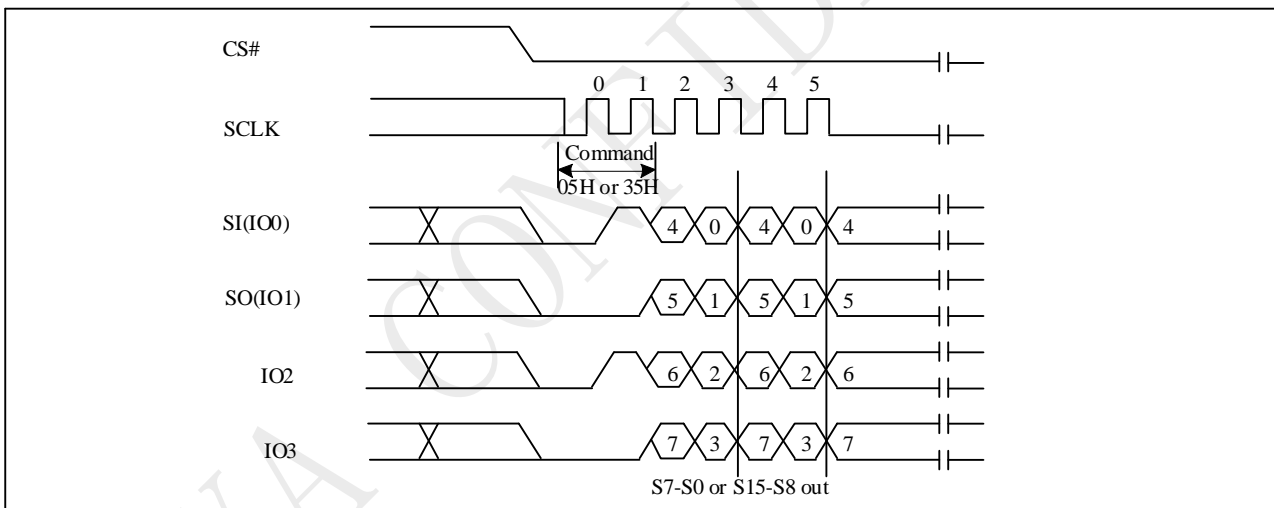 CS#
0 1 2 3 4 5
SCLK
Command
05H or 35H
SI(IO0) 4 0 4 0 4
SO(IO1) 5 1 5 1 5
IO2 6 2 6 2 6
IO3 7 3 7 3 7
S7-S0 or S15-S8 out